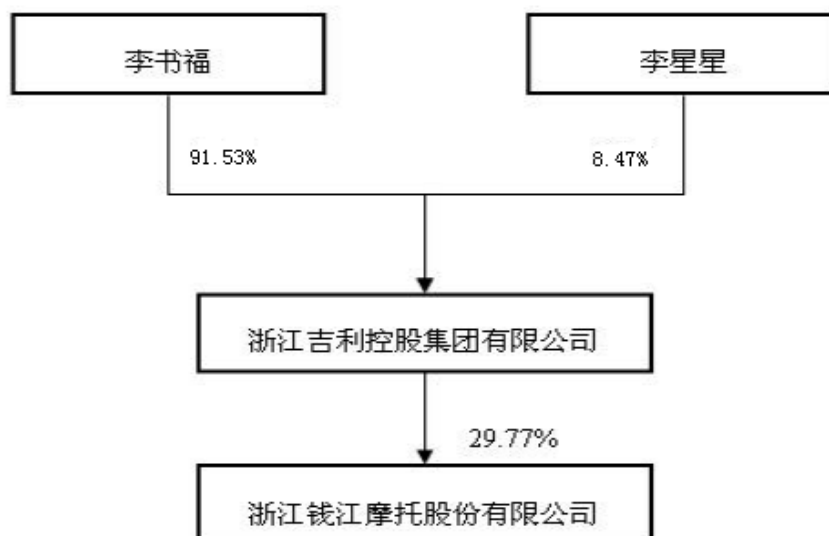 李书福
李星星
91.53%
8.47%
浙江吉利控股集团有限公司
29.77%
浙江钱江摩托股份有限公司